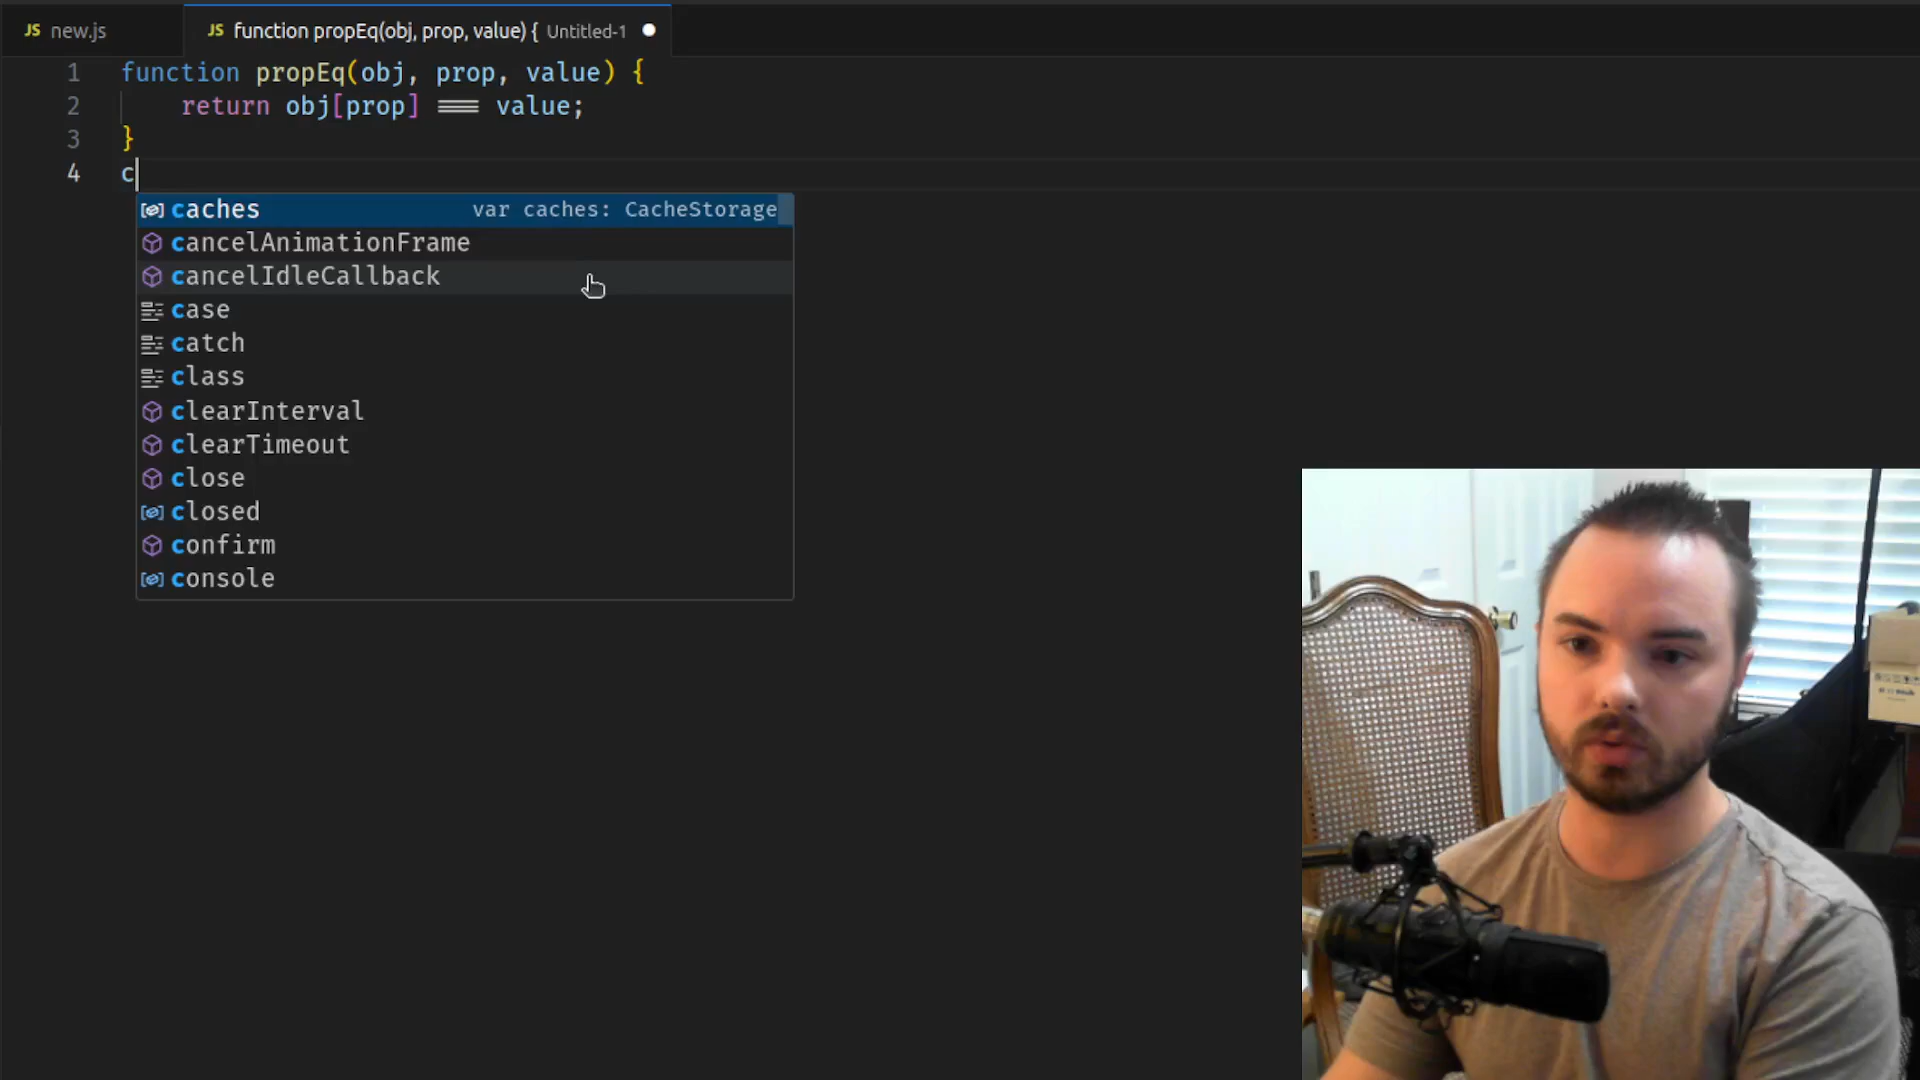 JS new.js
JS function propEq(obj, prop, value) { Untitled-1
1 function propEq(obj, prop, value) {
2 return obj[prop] === value;
3 }
4 c
caches var caches: CacheStorage
cancelAnimationFrame
cancelIdleCallback
case
catch
class
clearInterval
clearTimeout
close
closed
confirm
console